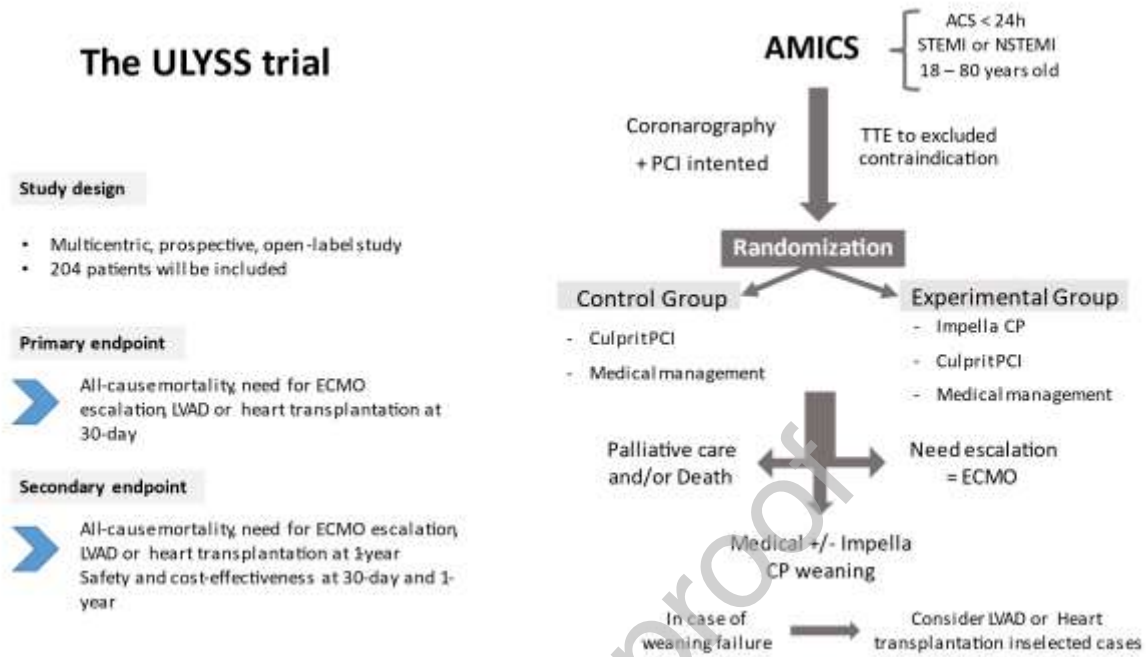 The ULYSS trial
Study design
• Multicentric, prospective, open-label study
• 204 patients will be included
Primary endpoint
All-cause mortality, need for ECMO
escalation, LVAD or heart transplantation at
30-day
Secondary endpoint
All-cause mortality, need for ECMO escalation,
LVAD or heart transplantation at 1-year
Safety and cost-effectiveness at 30-day and 1-
year
AMICS
ACS < 24h
STEMI or NSTEMI
18 – 80 years old
Coronarography
+ PCI intented
TTE to excluded
contraindication
Randomization
Control Group
- Culprit PCI
- Medical management
Experimental Group
- Impella CP
- Culprit PCI
- Medical management
Palliative care
and/or Death
Need escalation
= ECMO
Medical +/- Impella
CP weaning
In case of
weaning failure
Consider LVAD or Heart
transplantation in selected cases
proof